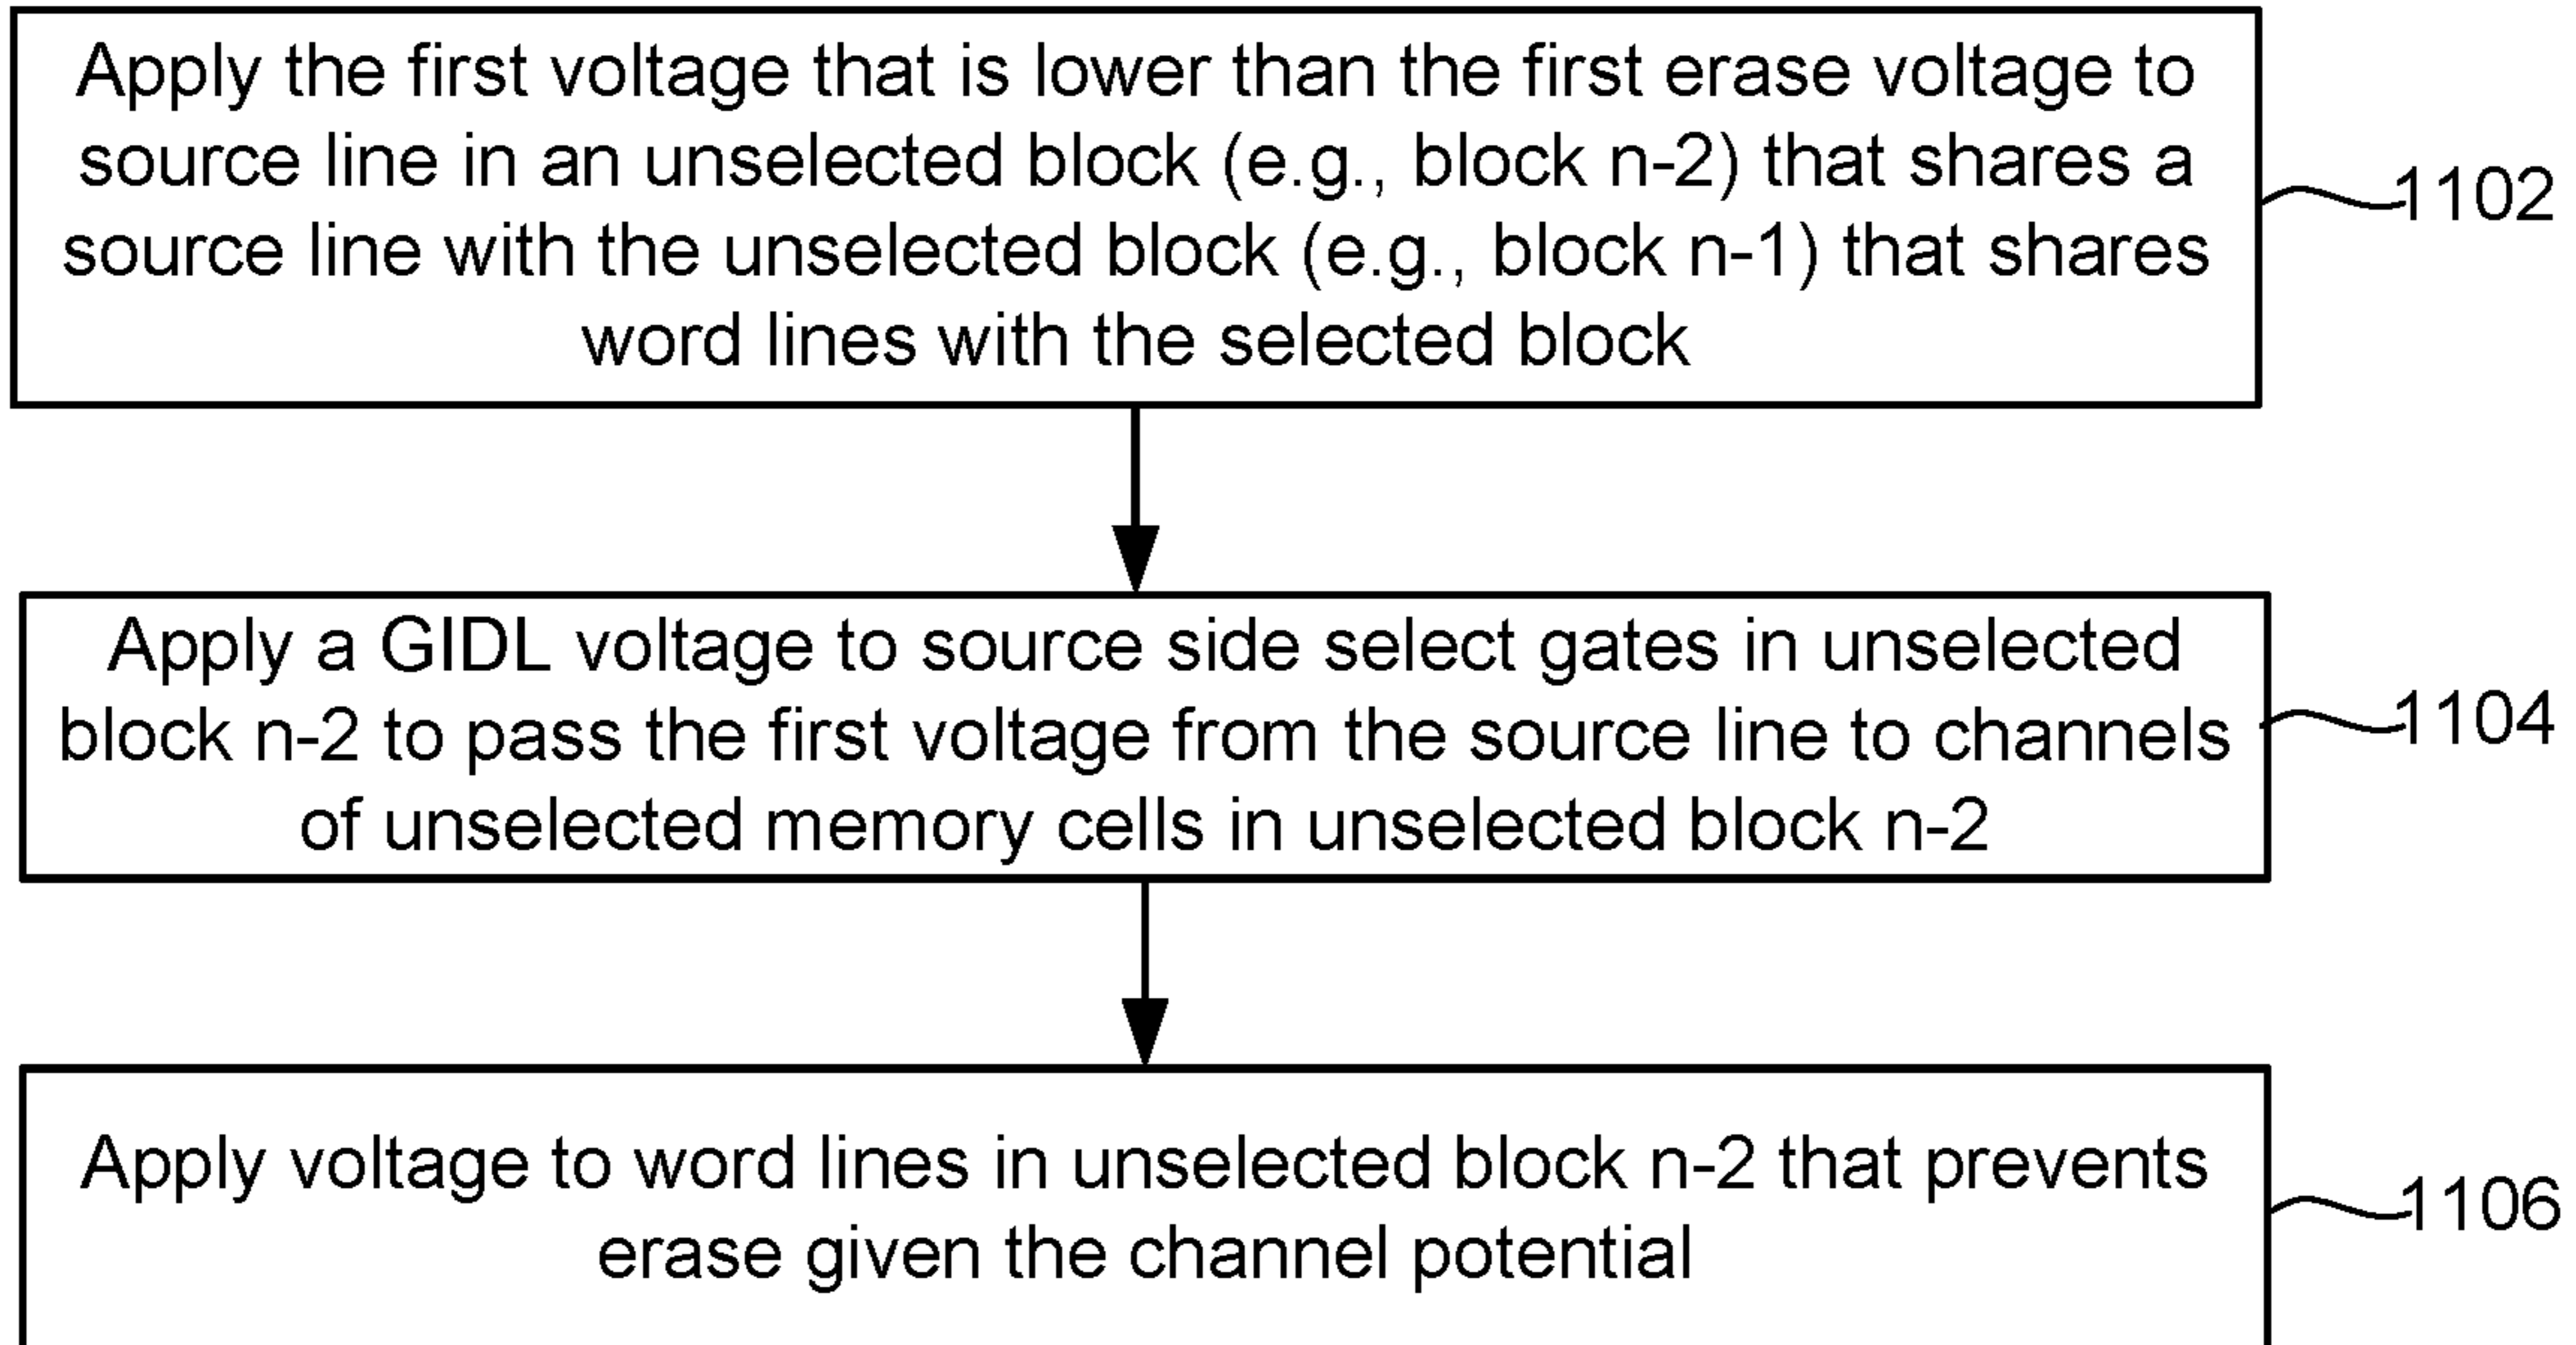 Apply the first voltage that is lower than the first erase voltage to
source line in an unselected block (e.g., block n-2) that shares a
source line with the unselected block (e.g., block n-1) that shares
word lines with the selected block
1102
Apply a GIDL voltage to source side select gates in unselected
block n-2 to pass the first voltage from the source line to channels
of unselected memory cells in unselected block n-2
1104
Apply voltage to word lines in unselected block n-2 that prevents
erase given the channel potential
1106